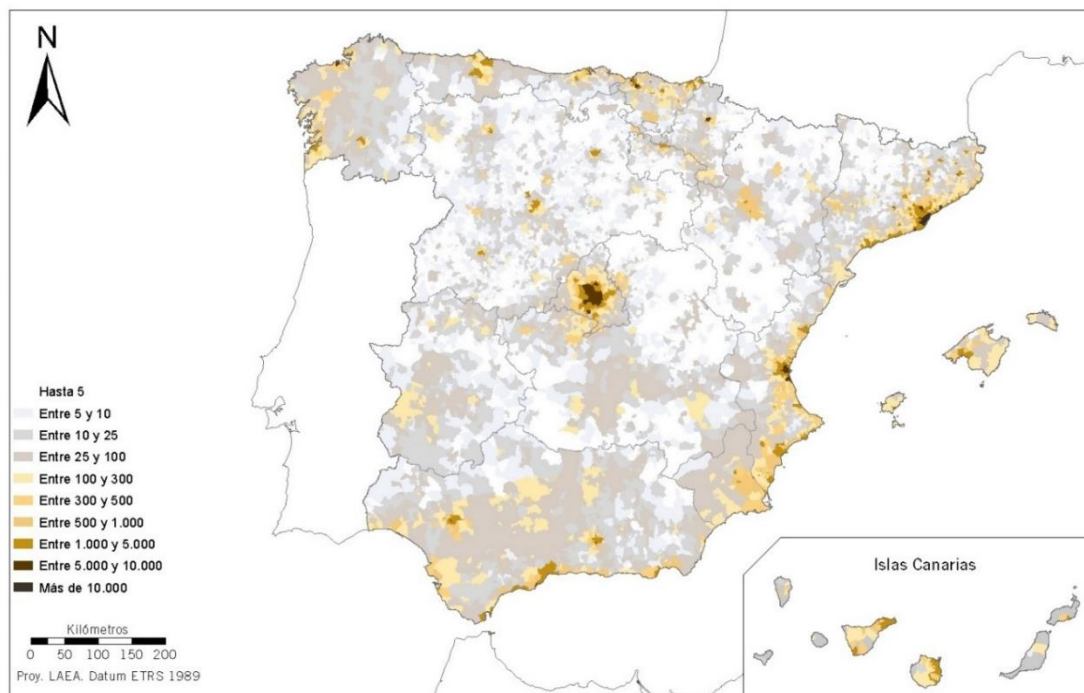 N
Hasta 5
Entre 5 y 10
Entre 10 y 25
Entre 25 y 100
Entre 100 y 300
Entre 300 y 500
Entre 500 y 1.000
Entre 1.000 y 5.000
Entre 5.000 y 10.000
Más de 10.000
Kilómetros
0 50 100 150 200
Proy. LAEA. Datum ETRS 1989
Islas Canarias